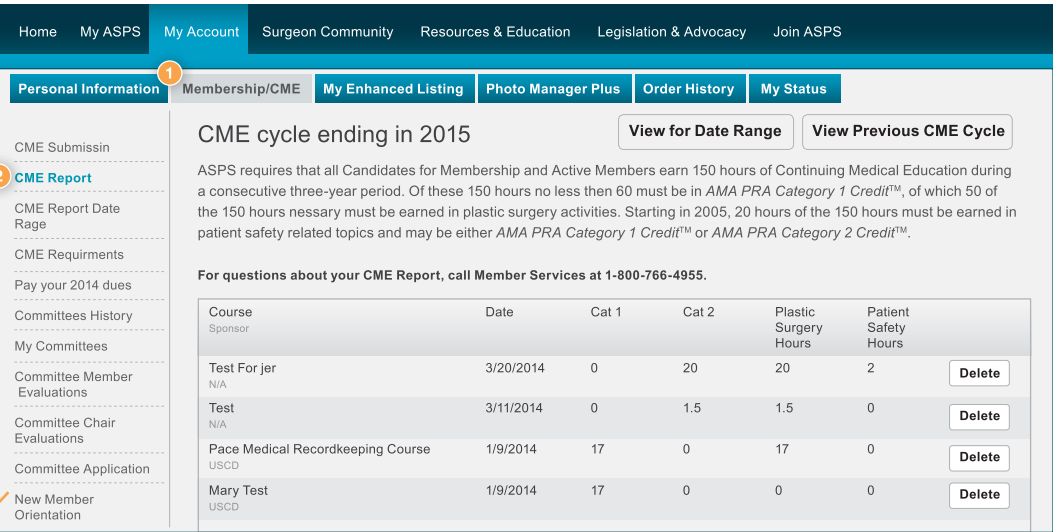 Home My ASPS My Account Surgeon Community Resources & Education Legislation & Advocacy Join ASPS
1
Personal Information Membership/CME My Enhanced Listing Photo Manager Plus Order History My Status
CME Submissin
2 CME Report
CME Report Date
Rage
CME Requirments
Pay your 2014 dues
Committees History
My Committees
Committee Member
Evaluations
Committee Chair
Evaluations
Committee Application
New Member
Orientation
CME cycle ending in 2015
View for Date Range View Previous CME Cycle
ASPS requires that all Candidates for Membership and Active Members earn 150 hours of Continuing Medical Education during
a consecutive three-year period. Of these 150 hours no less then 60 must be in AMA PRA Category 1 Credit™, of which 50 of
the 150 hours nessary must be earned in plastic surgery activities. Starting in 2005, 20 hours of the 150 hours must be earned in
patient safety related topics and may be either AMA PRA Category 1 Credit™ or AMA PRA Category 2 Credit™.
For questions about your CME Report, call Member Services at 1-800-766-4955.
Course Date Cat 1 Cat 2 Plastic Patient
Sponsor Surgery Safety
Hours Hours
Test For jer 3/20/2014 0 20 20 2 Delete
N/A
Test 3/11/2014 0 1.5 1.5 0 Delete
N/A
Pace Medical Recordkeeping Course 1/9/2014 17 0 17 0 Delete
USCD
Mary Test 1/9/2014 17 0 0 0 Delete
USCD